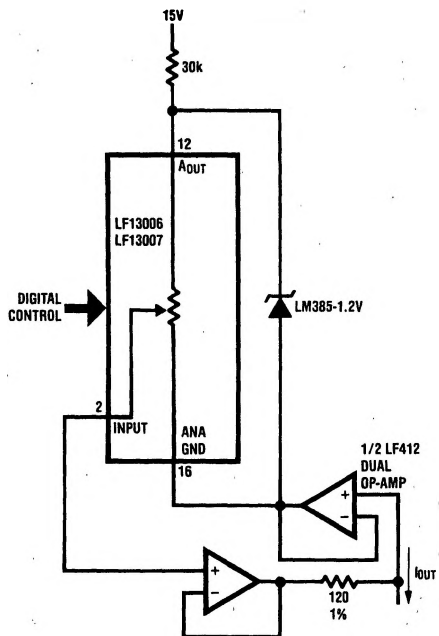 15V
30k
12
AOUT
LF13006
LF13007
DIGITAL
CONTROL
LM385-1.2V
2
INPUT
ANA
GND
16
1/2 LF412
DUAL
OP-AMP
+
−
IOUT
+
−
120
1%